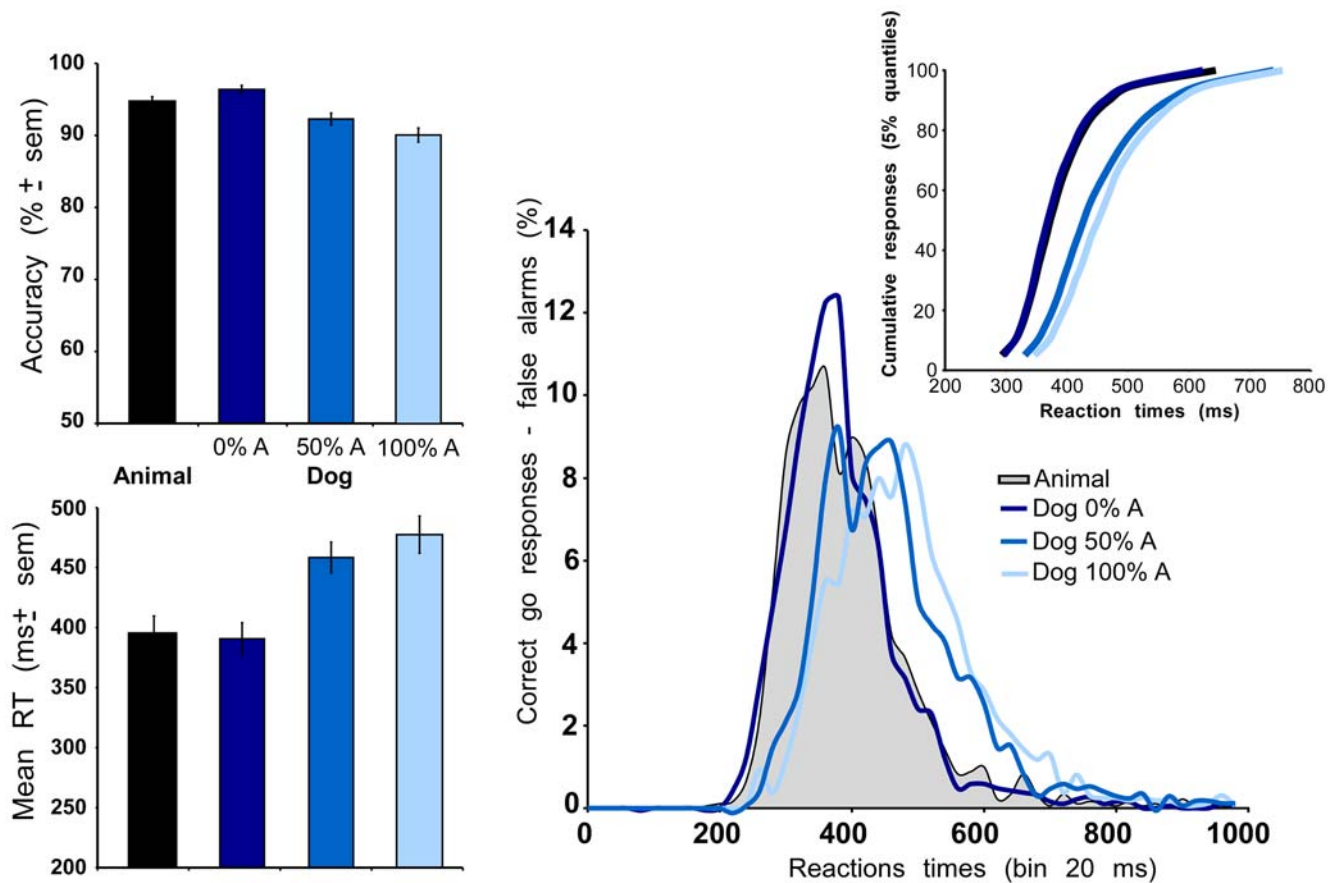 Accuracy (% ± sem)
100
90
80
70
60
50
0% A 50% A 100% A
Animal Dog
Mean RT (ms± sem)
500
450
400
350
300
250
200
Correct go responses - false alarms (%)
14
12
10
8
6
4
2
0
0 200 400 600 800 1000
Reactions times (bin 20 ms)
Cumulative responses (5% quantiles)
100
80
60
40
20
0
200 300 400 500 600 700 800
Reaction times (ms)
Animal
Dog 0% A
Dog 50% A
Dog 100% A